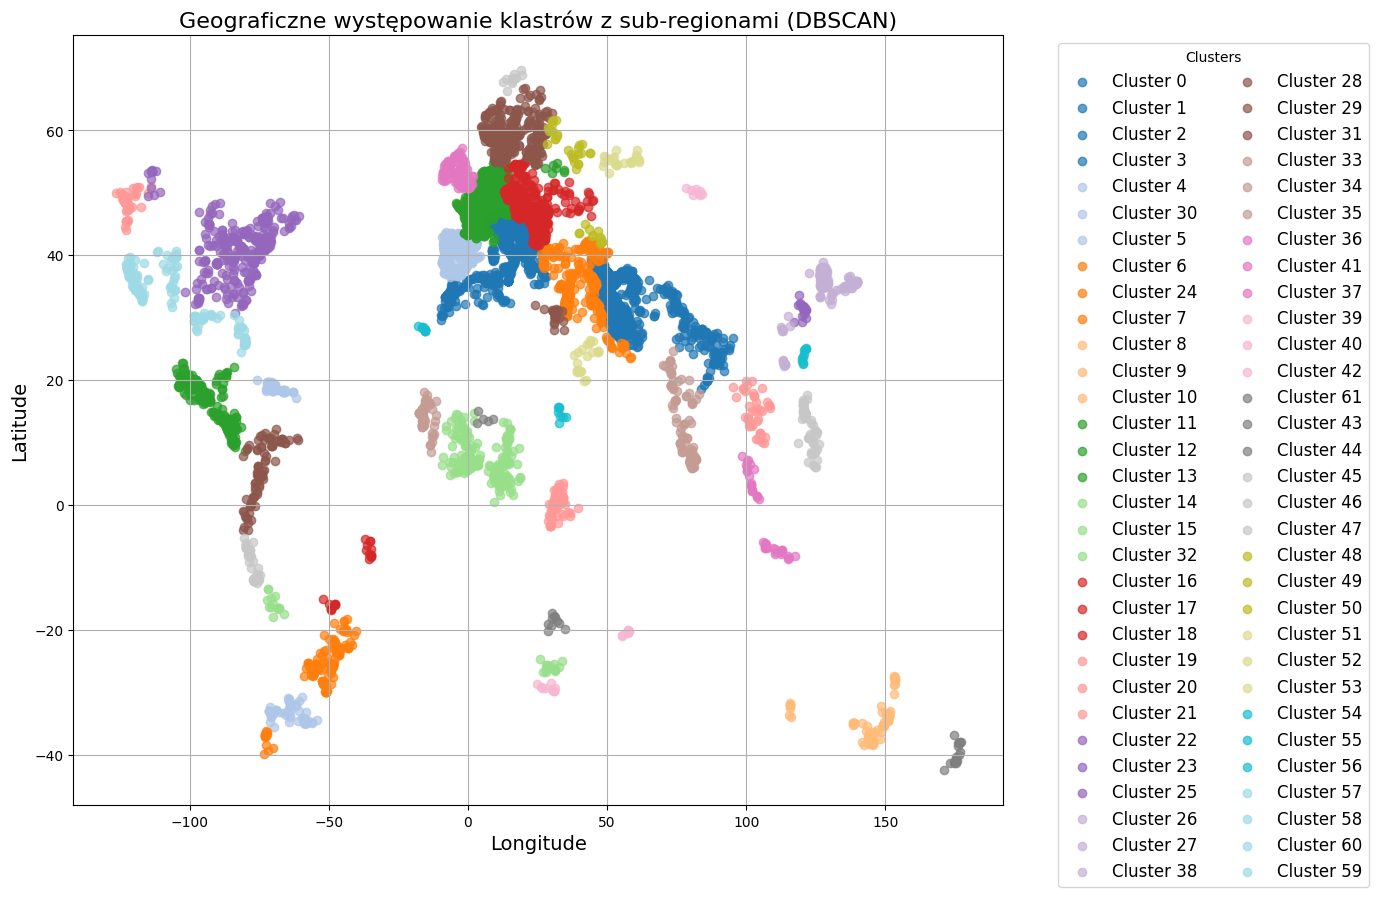 Geograficzne występowanie klastrów z sub-regionami (DBSCAN)
Latitude
60
40
20
0
−20
−40
−100
−50
0
50
100
150
Longitude
Clusters
Cluster 0
Cluster 1
Cluster 2
Cluster 3
Cluster 4
Cluster 30
Cluster 5
Cluster 6
Cluster 24
Cluster 7
Cluster 8
Cluster 9
Cluster 10
Cluster 11
Cluster 12
Cluster 13
Cluster 14
Cluster 15
Cluster 32
Cluster 16
Cluster 17
Cluster 18
Cluster 19
Cluster 20
Cluster 21
Cluster 22
Cluster 23
Cluster 25
Cluster 26
Cluster 27
Cluster 38
Cluster 28
Cluster 29
Cluster 31
Cluster 33
Cluster 34
Cluster 35
Cluster 36
Cluster 41
Cluster 37
Cluster 39
Cluster 40
Cluster 42
Cluster 61
Cluster 43
Cluster 44
Cluster 45
Cluster 46
Cluster 47
Cluster 48
Cluster 49
Cluster 50
Cluster 51
Cluster 52
Cluster 53
Cluster 54
Cluster 55
Cluster 56
Cluster 57
Cluster 58
Cluster 60
Cluster 59